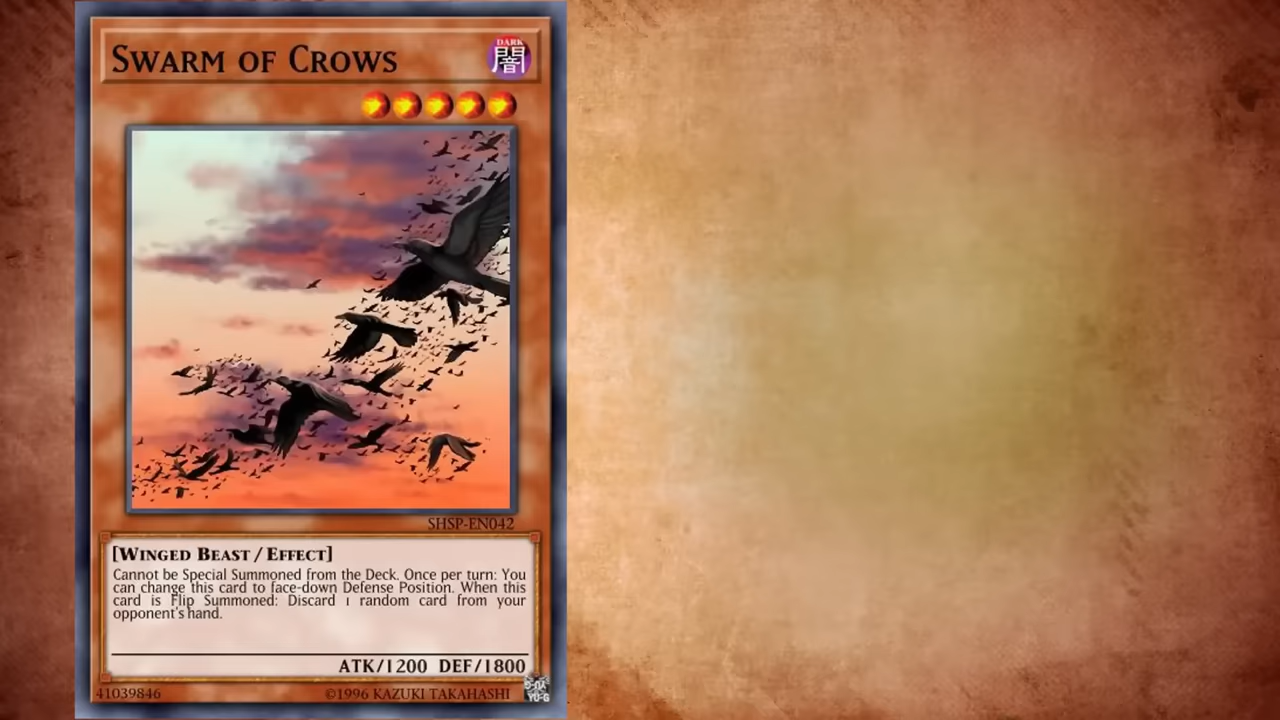 Swarm of Crows
DARK
闇
SHSP-EN042
[Winged Beast / Effect]
Cannot be Special Summoned from the Deck. Once per turn: You
can change this card to face-down Defense Position. When this
card is Flip Summoned: Discard 1 random card from your
opponent's hand.
ATK/1200 DEF/1800
41039846
©1996 KAZUKI TAKAHASHI